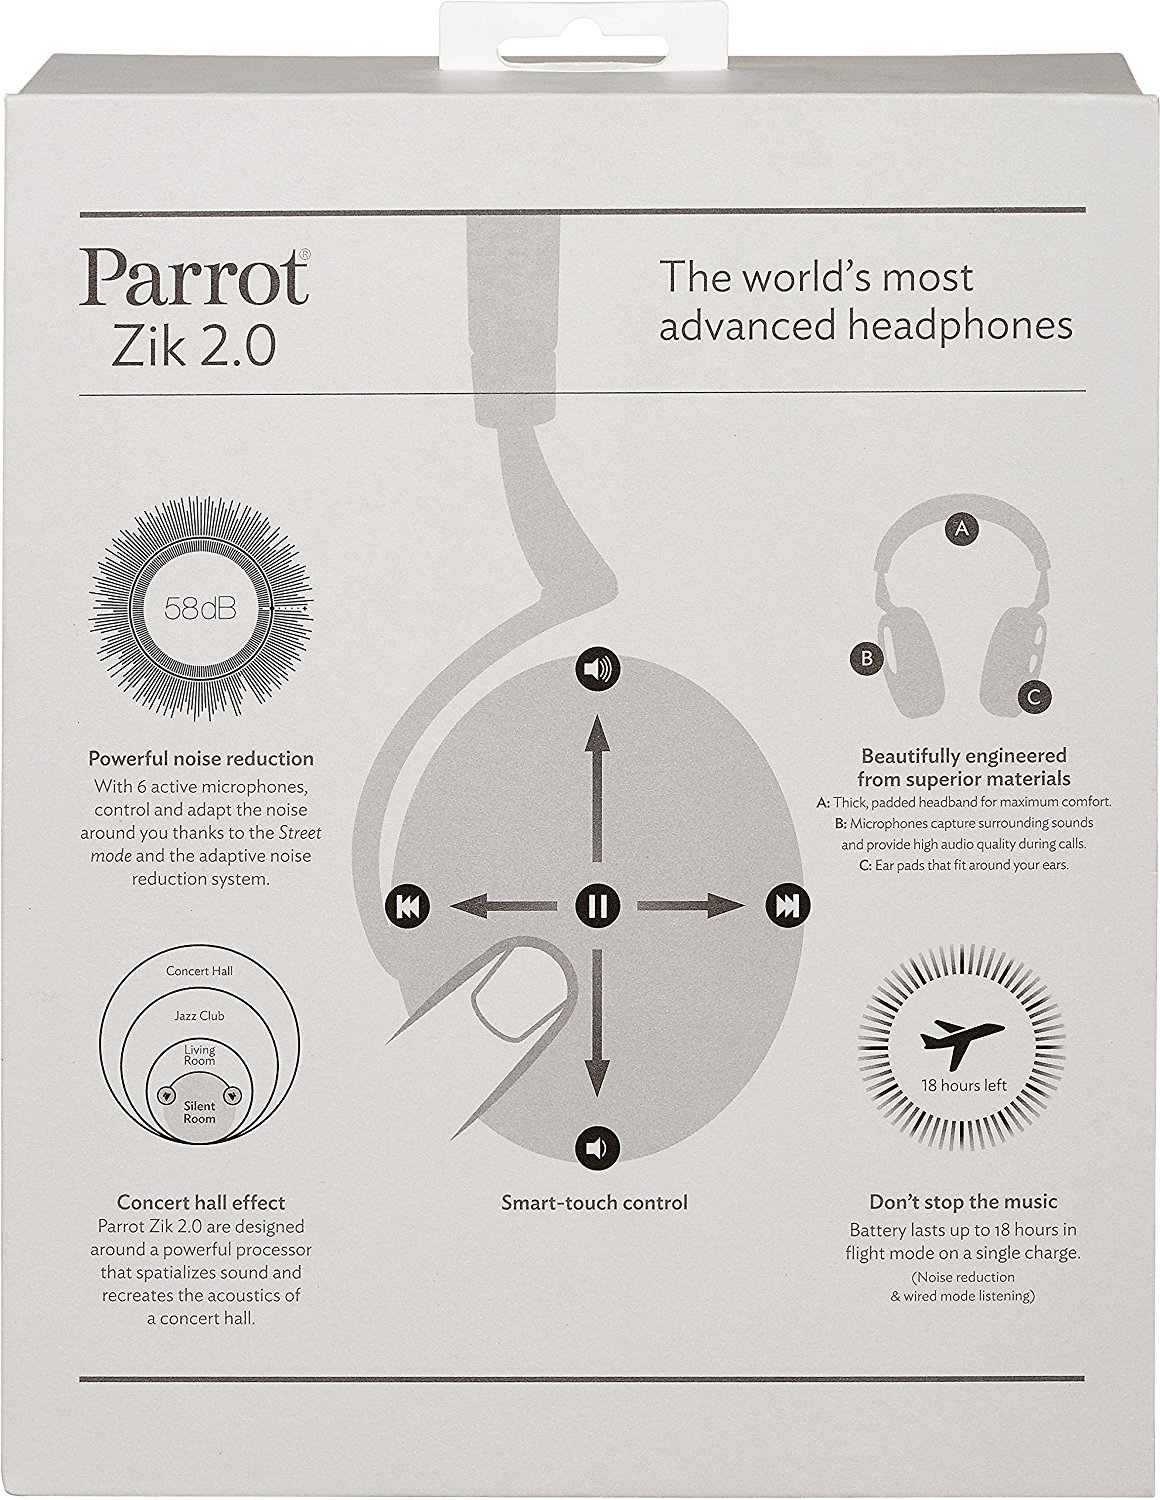 Parrot®
Zik 2.0
The world's most
advanced headphones
58dB
Powerful noise reduction
With 6 active microphones,
control and adapt the noise
around you thanks to the Street
mode and the adaptive noise
reduction system.
A
B
C
Beautifully engineered
from superior materials
A: Thick, padded headband for maximum comfort.
B: Microphones capture surrounding sounds
and provide high audio quality during calls.
C: Ear pads that fit around your ears.
Concert Hall
Jazz Club
Living
Room
Silent
Room
Concert hall effect
Parrot Zik 2.0 are designed
around a powerful processor
that spatializes sound and
recreates the acoustics of
a concert hall.
Smart-touch control
18 hours left
Don't stop the music
Battery lasts up to 18 hours in
flight mode on a single charge.
(Noise reduction
& wired mode listening)